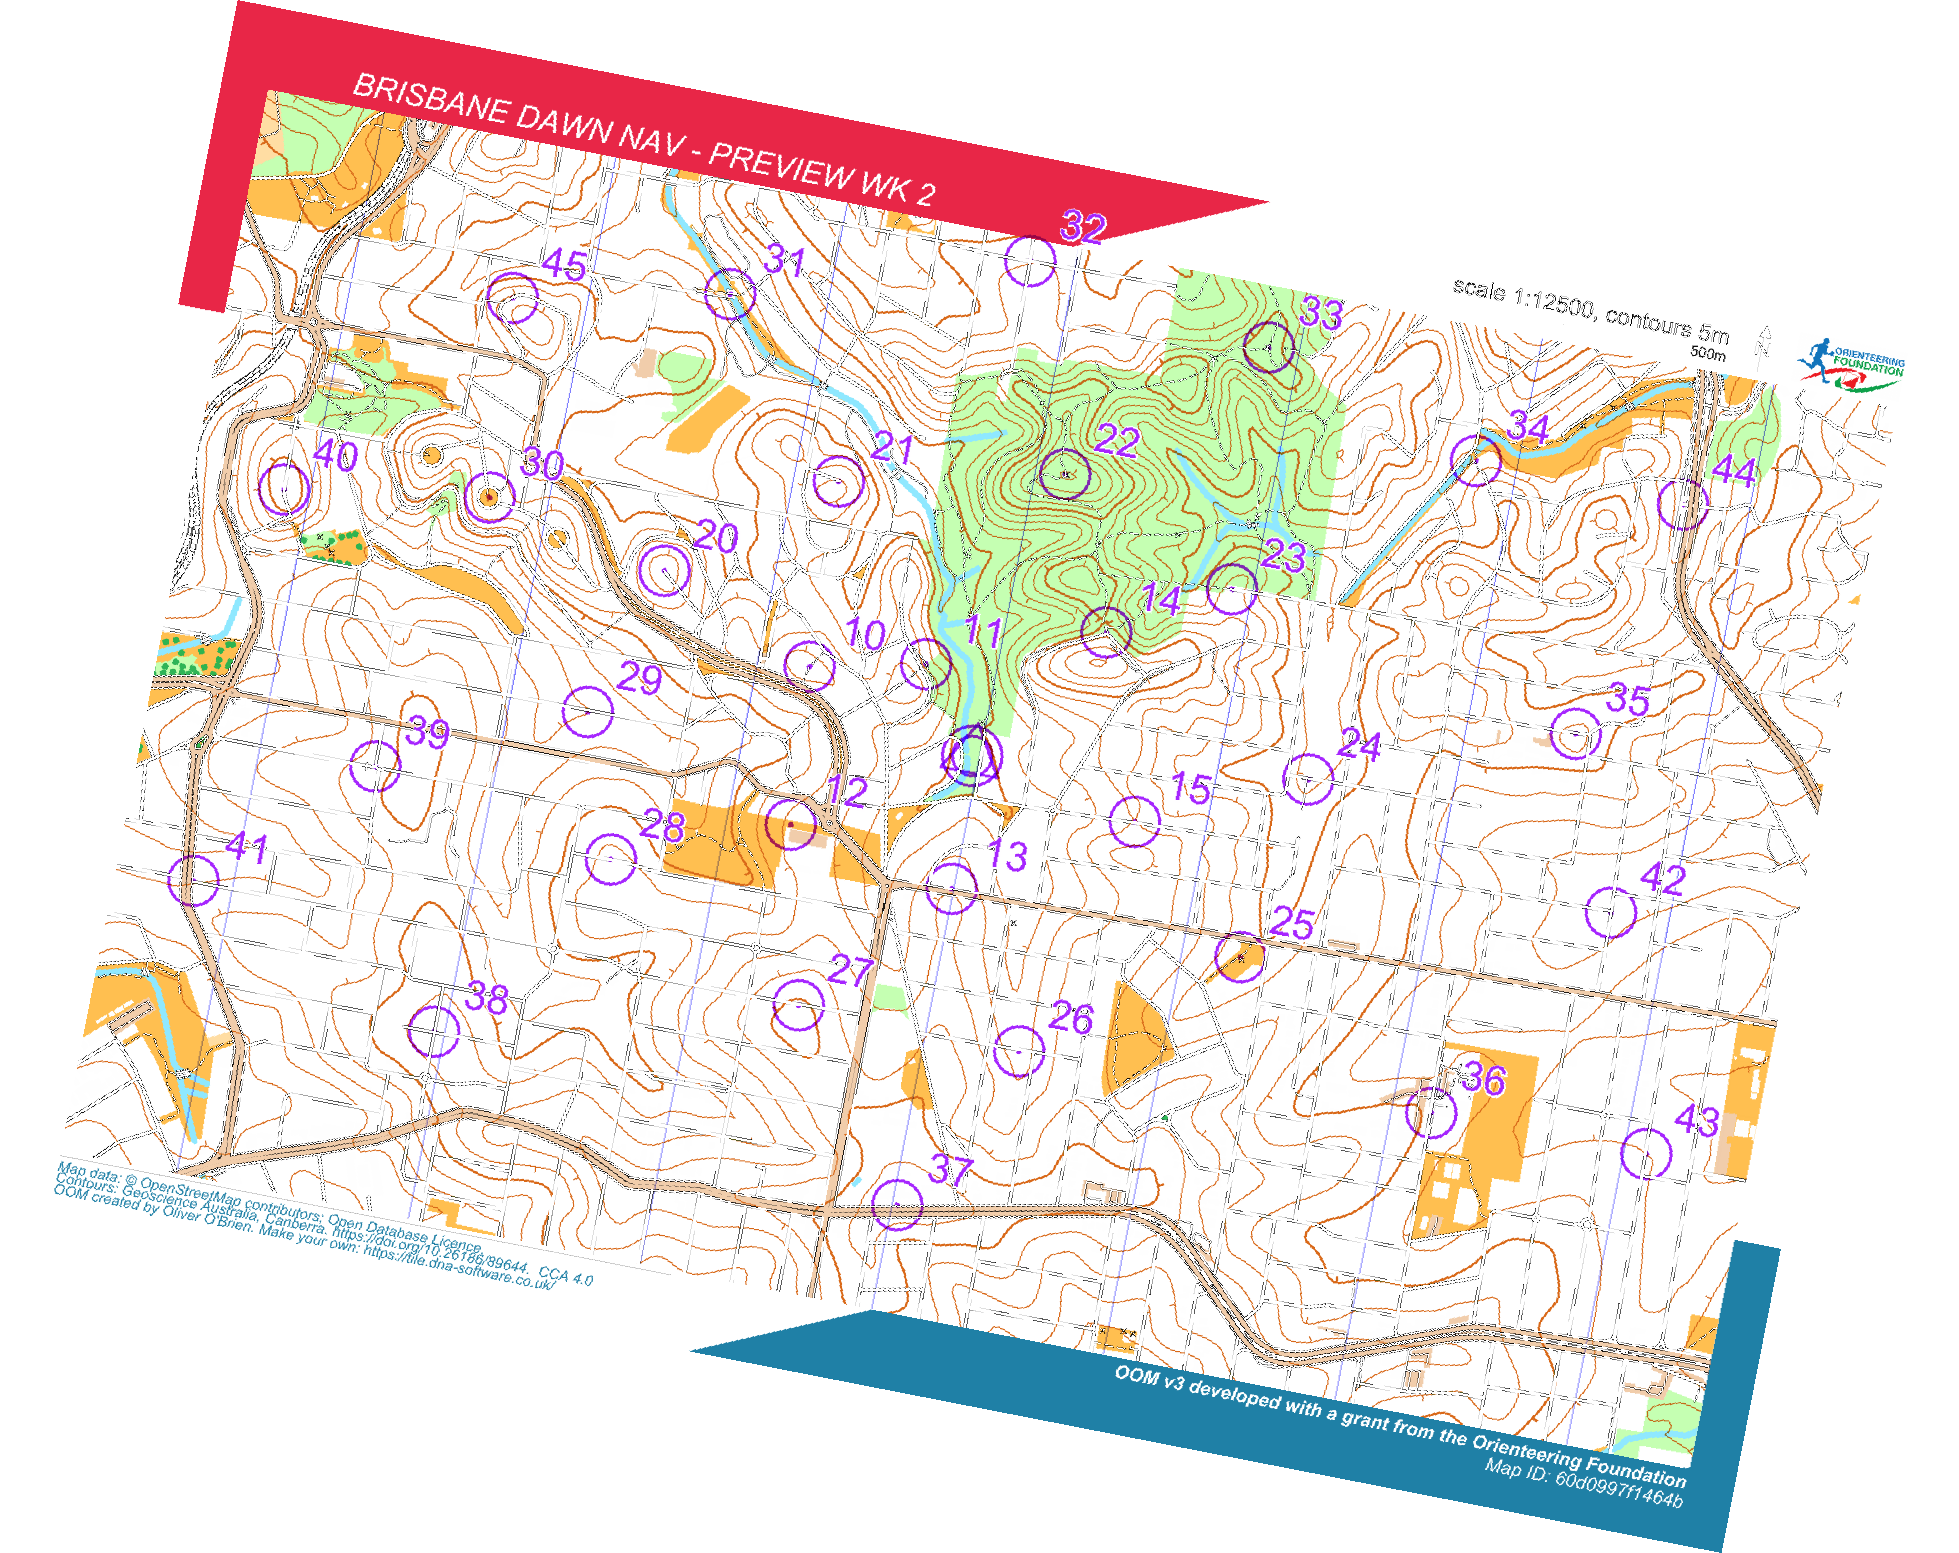 BRISBANE DAWN NAV - PREVIEW WK 2
scale 1:12500, contours 5m
500m
N
ORIENTEERING
FOUNDATION
32
45
31
33
34
40
30
21
22
44
20
23
14
10
11
29
35
39
24
12
15
28
41
13
42
25
27
38
26
36
43
37
Map data: © OpenStreetMap contributors, Open Database Licence.
Contours: Geoscience Australia, Canberra. https://doi.org/10.26186/89644. CCA 4.0
OOM created by Oliver O'Brien. Make your own: https://tile.dna-software.co.uk/
OOM v3 developed with a grant from the Orienteering Foundation
Map ID: 60d0997f1464b